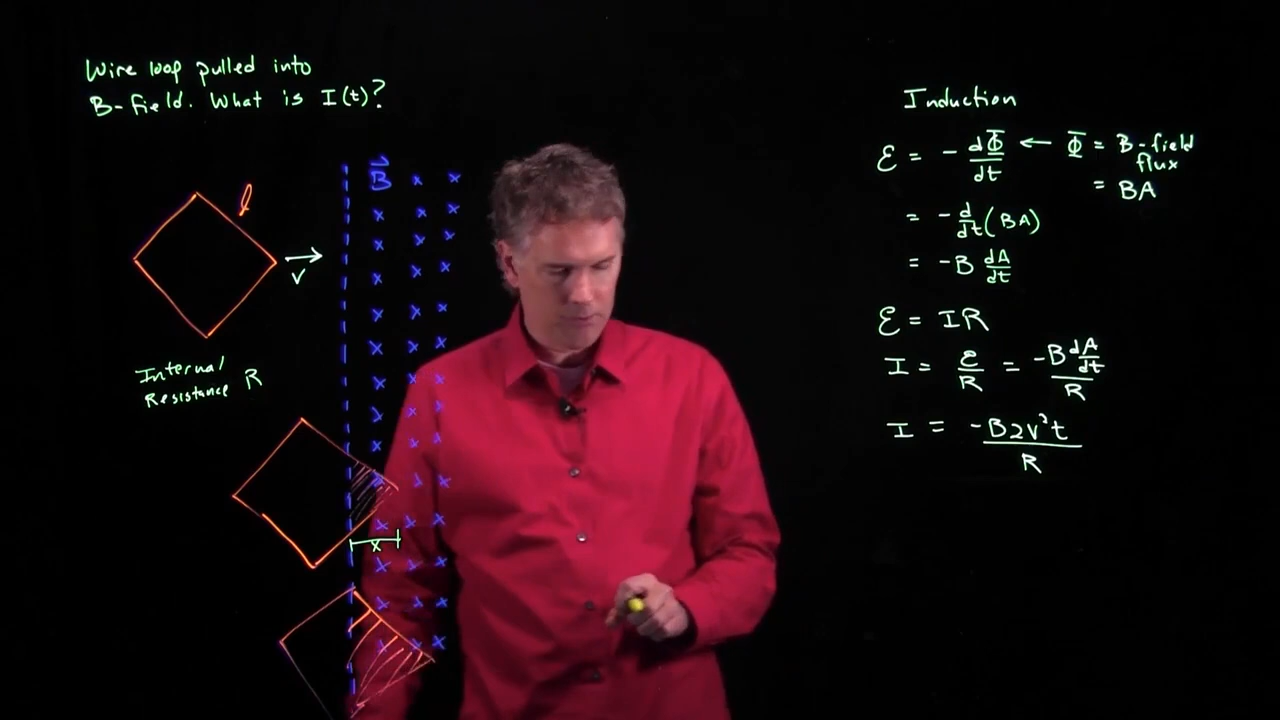 Wire loop pulled into
B-field. What is I(t)?
l
v
Internal
Resistance R
B⃗ x x
x
Induction
ℰ = - dΦ/dt ← Φ = B-field
flux
= BA
= - d/dt (BA)
= -B dA/dt
ℰ = IR
I = ℰ/R = -B dA/dt / R
I = -B2v²t / R